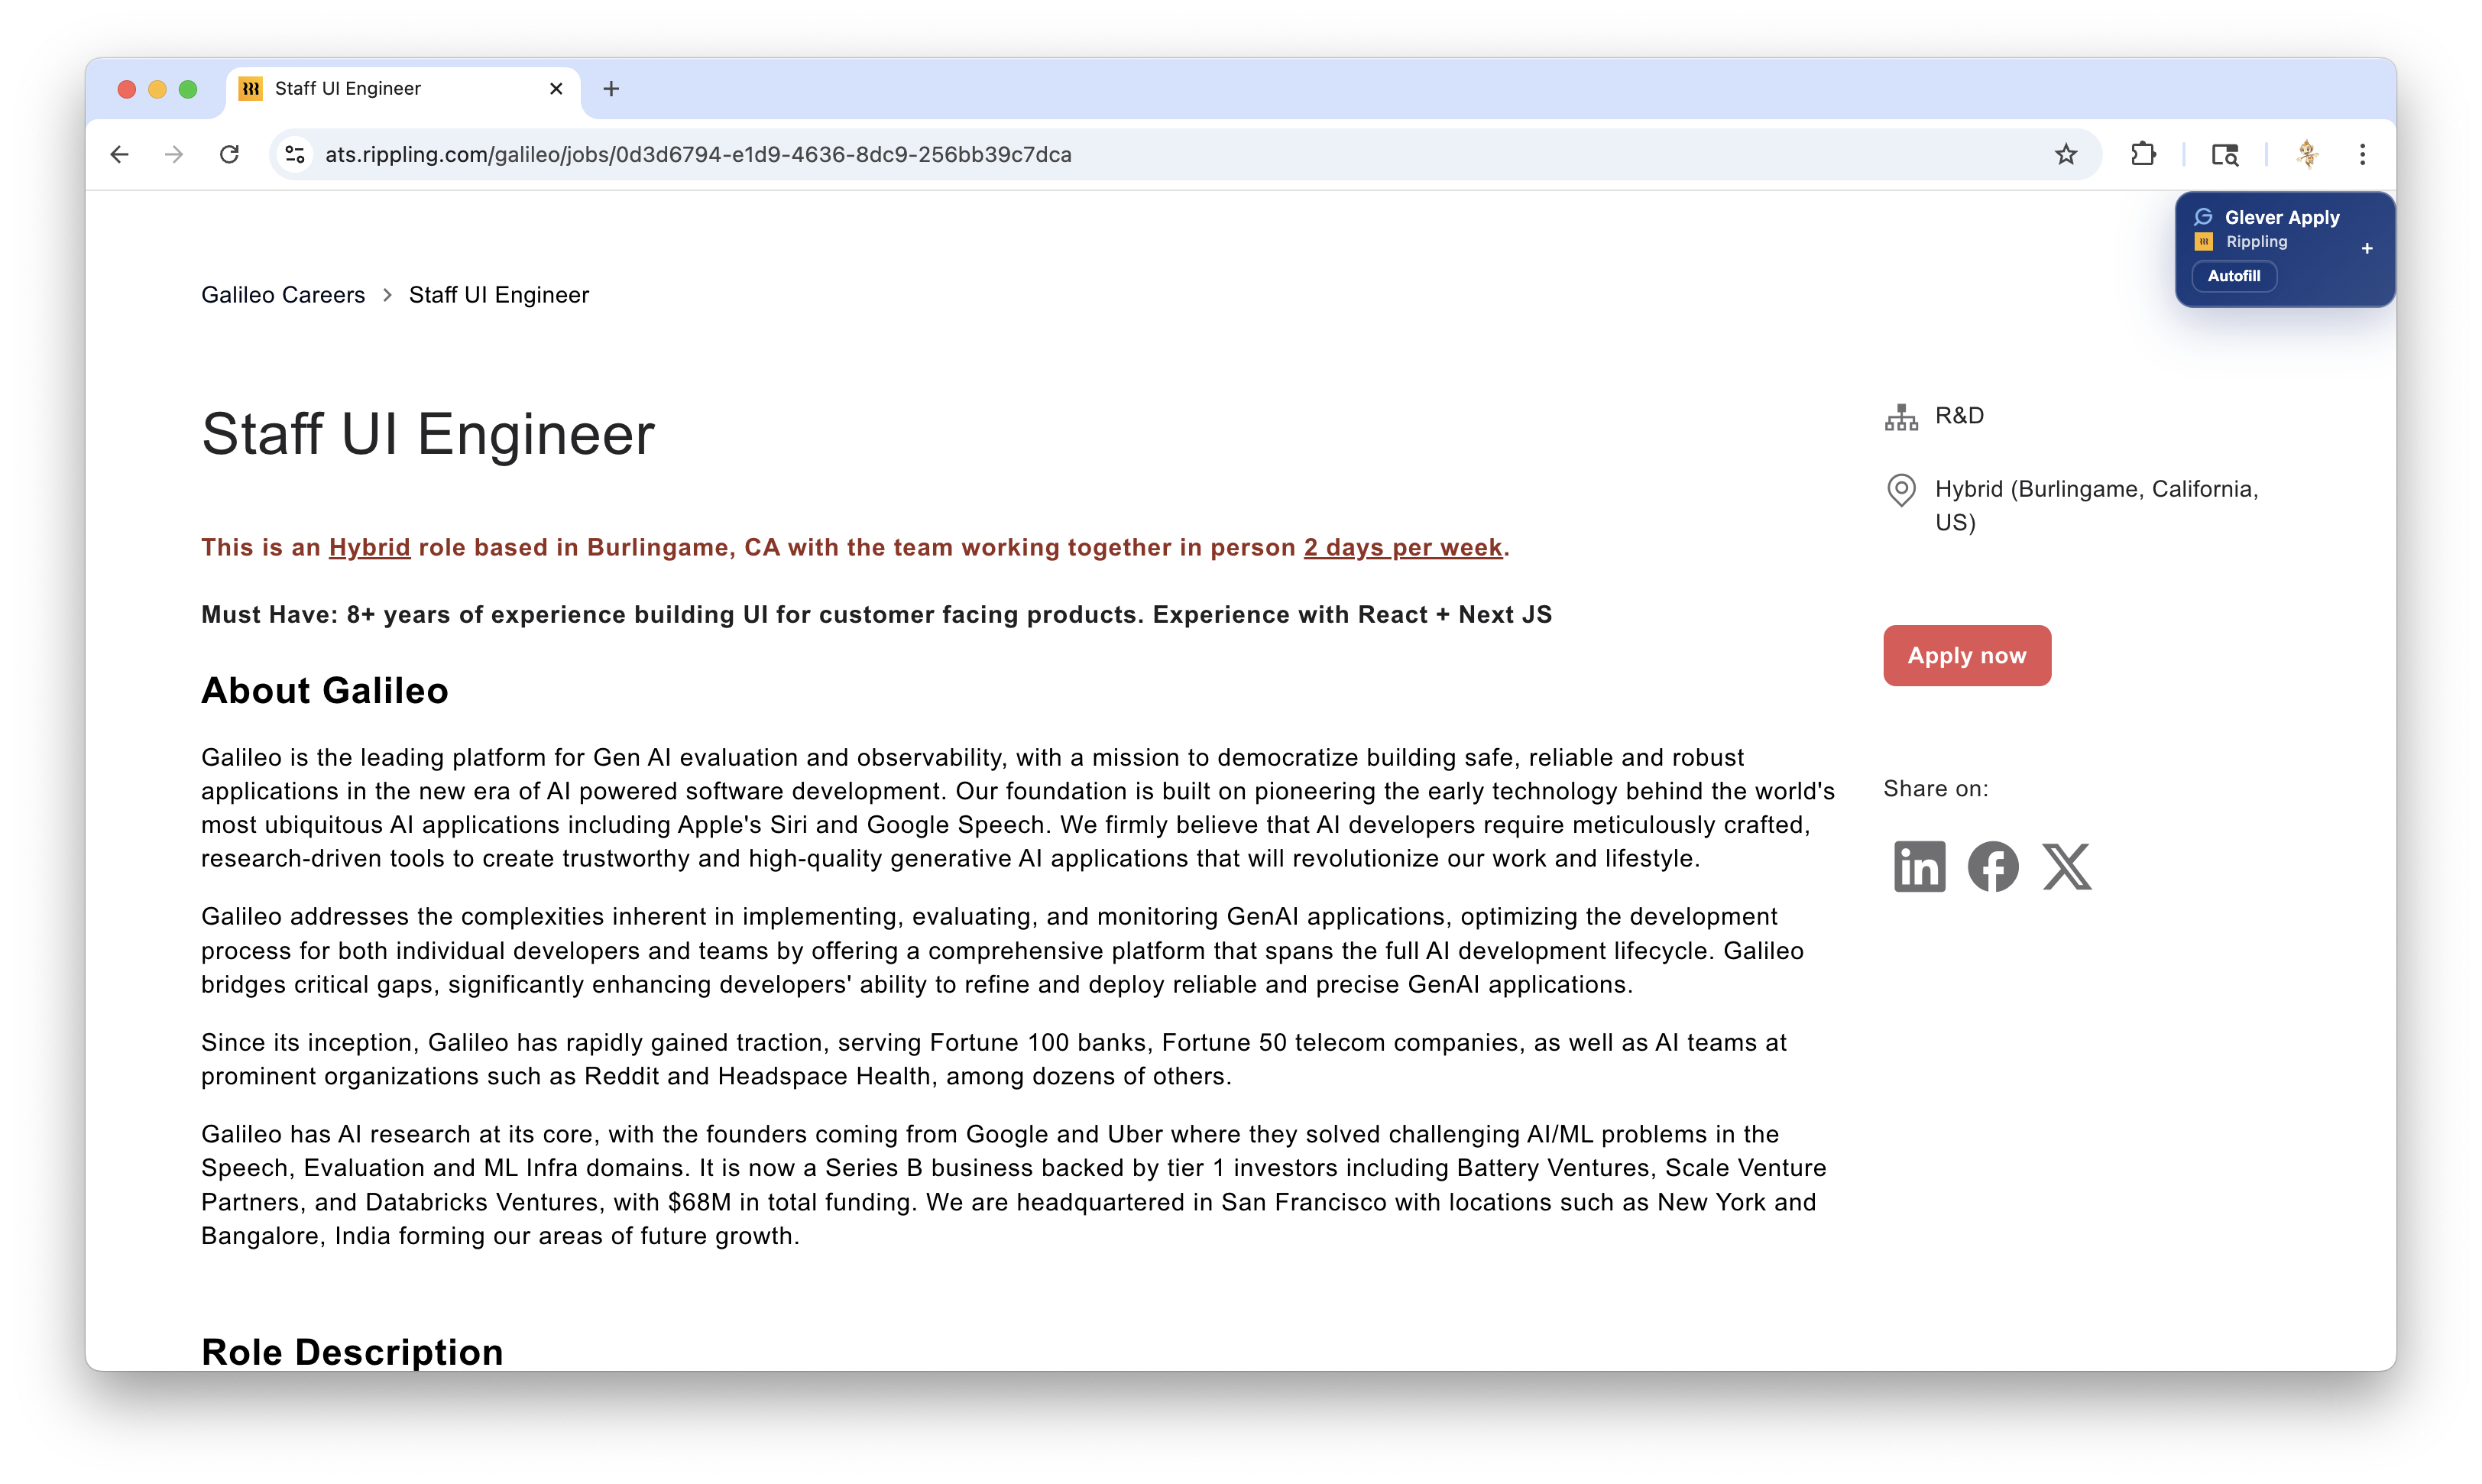 Staff UI Engineer
ats.rippling.com/galileo/jobs/0d3d6794-e1d9-4636-8dc9-256bb39c7dca
Glever Apply
Rippling
Autofill
Galileo Careers > Staff UI Engineer
Staff UI Engineer
R&D
Hybrid (Burlingame, California,
US)
This is an Hybrid role based in Burlingame, CA with the team working together in person 2 days per week.
Must Have: 8+ years of experience building UI for customer facing products. Experience with React + Next JS
Apply now
About Galileo
Galileo is the leading platform for Gen AI evaluation and observability, with a mission to democratize building safe, reliable and robust
applications in the new era of AI powered software development. Our foundation is built on pioneering the early technology behind the world's
most ubiquitous AI applications including Apple's Siri and Google Speech. We firmly believe that AI developers require meticulously crafted,
research-driven tools to create trustworthy and high-quality generative AI applications that will revolutionize our work and lifestyle.
Share on:
Galileo addresses the complexities inherent in implementing, evaluating, and monitoring GenAI applications, optimizing the development
process for both individual developers and teams by offering a comprehensive platform that spans the full AI development lifecycle. Galileo
bridges critical gaps, significantly enhancing developers' ability to refine and deploy reliable and precise GenAI applications.
Since its inception, Galileo has rapidly gained traction, serving Fortune 100 banks, Fortune 50 telecom companies, as well as AI teams at
prominent organizations such as Reddit and Headspace Health, among dozens of others.
Galileo has AI research at its core, with the founders coming from Google and Uber where they solved challenging AI/ML problems in the
Speech, Evaluation and ML Infra domains. It is now a Series B business backed by tier 1 investors including Battery Ventures, Scale Venture
Partners, and Databricks Ventures, with $68M in total funding. We are headquartered in San Francisco with locations such as New York and
Bangalore, India forming our areas of future growth.
Role Description